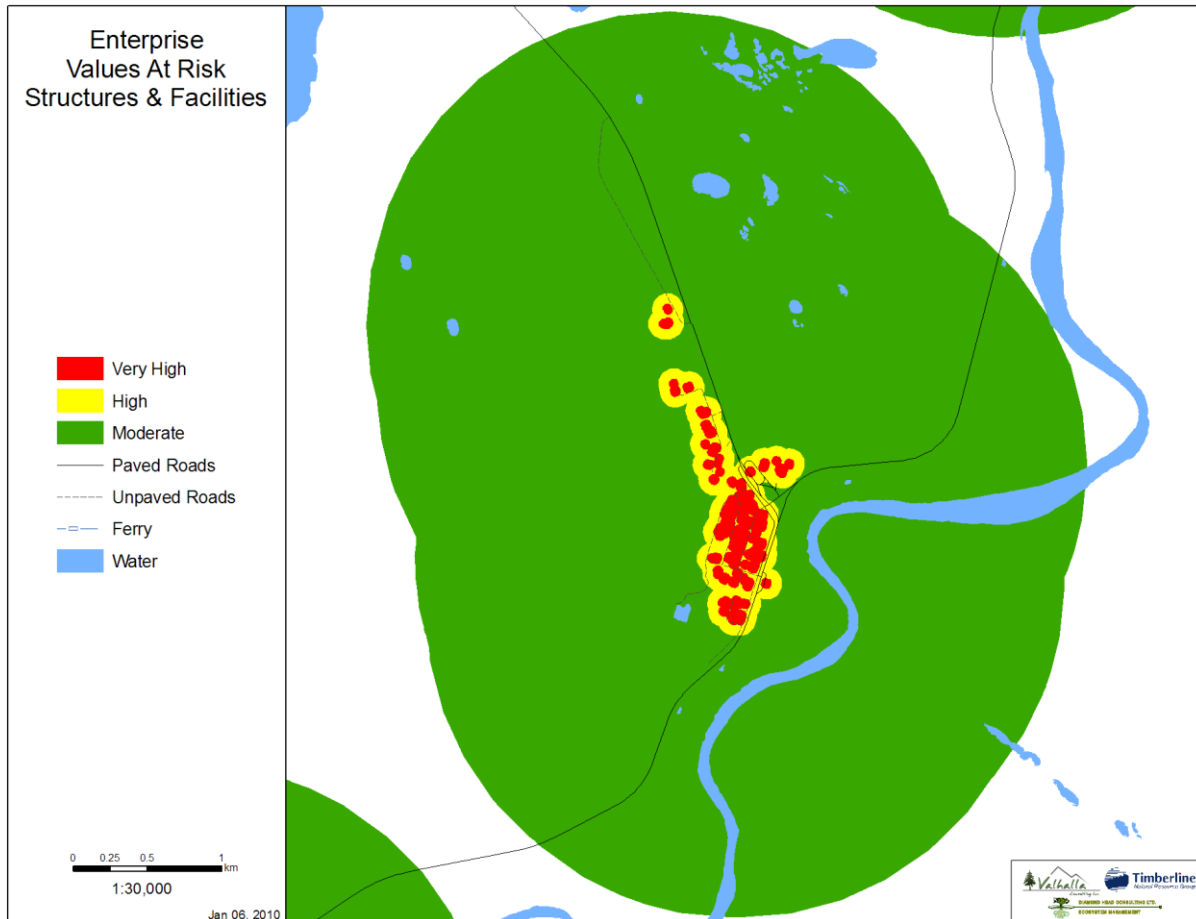 Enterprise
Values At Risk
Structures & Facilities
Very High
High
Moderate
Paved Roads
Unpaved Roads
Ferry
Water
0 0.25 0.5 1
km
1:30,000
Jan 06, 2010
Valhalla
Consulting Inc.
Timberline
Natural Resource Group
DIAMOND HEAD CONSULTING LTD.
ECOSYSTEM MANAGEMENT